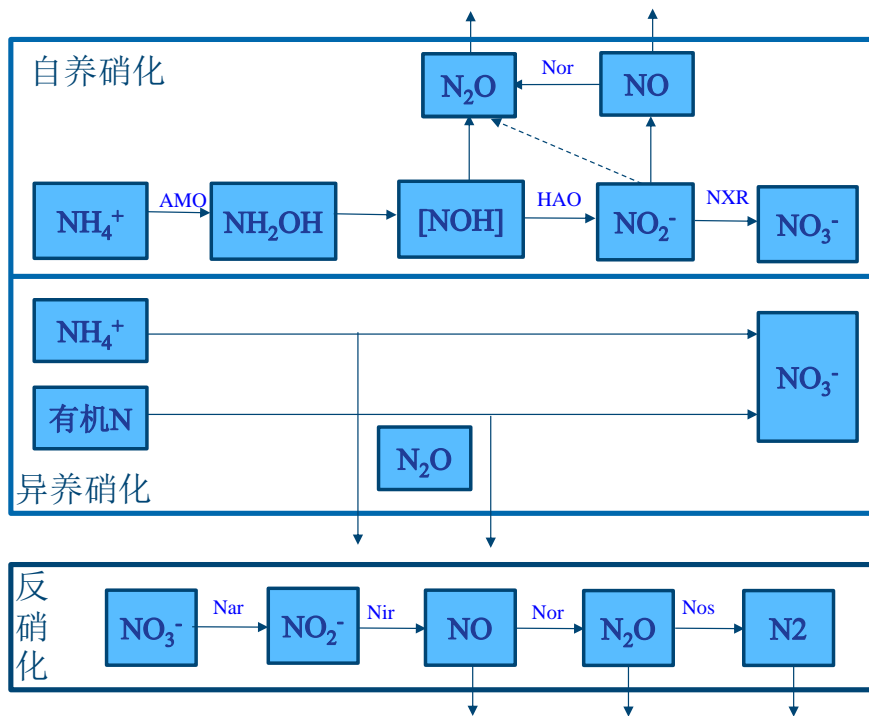 自养硝化
N₂O
Nor
NO
NH₄⁺
AMO
NH₂OH
[NOH]
HAO
NO₂⁻
NXR
NO₃⁻
NH₄⁺
有机N
NO₃⁻
N₂O
异养硝化
反
硝
化
NO₃⁻
Nar
NO₂⁻
Nir
NO
Nor
N₂O
Nos
N2